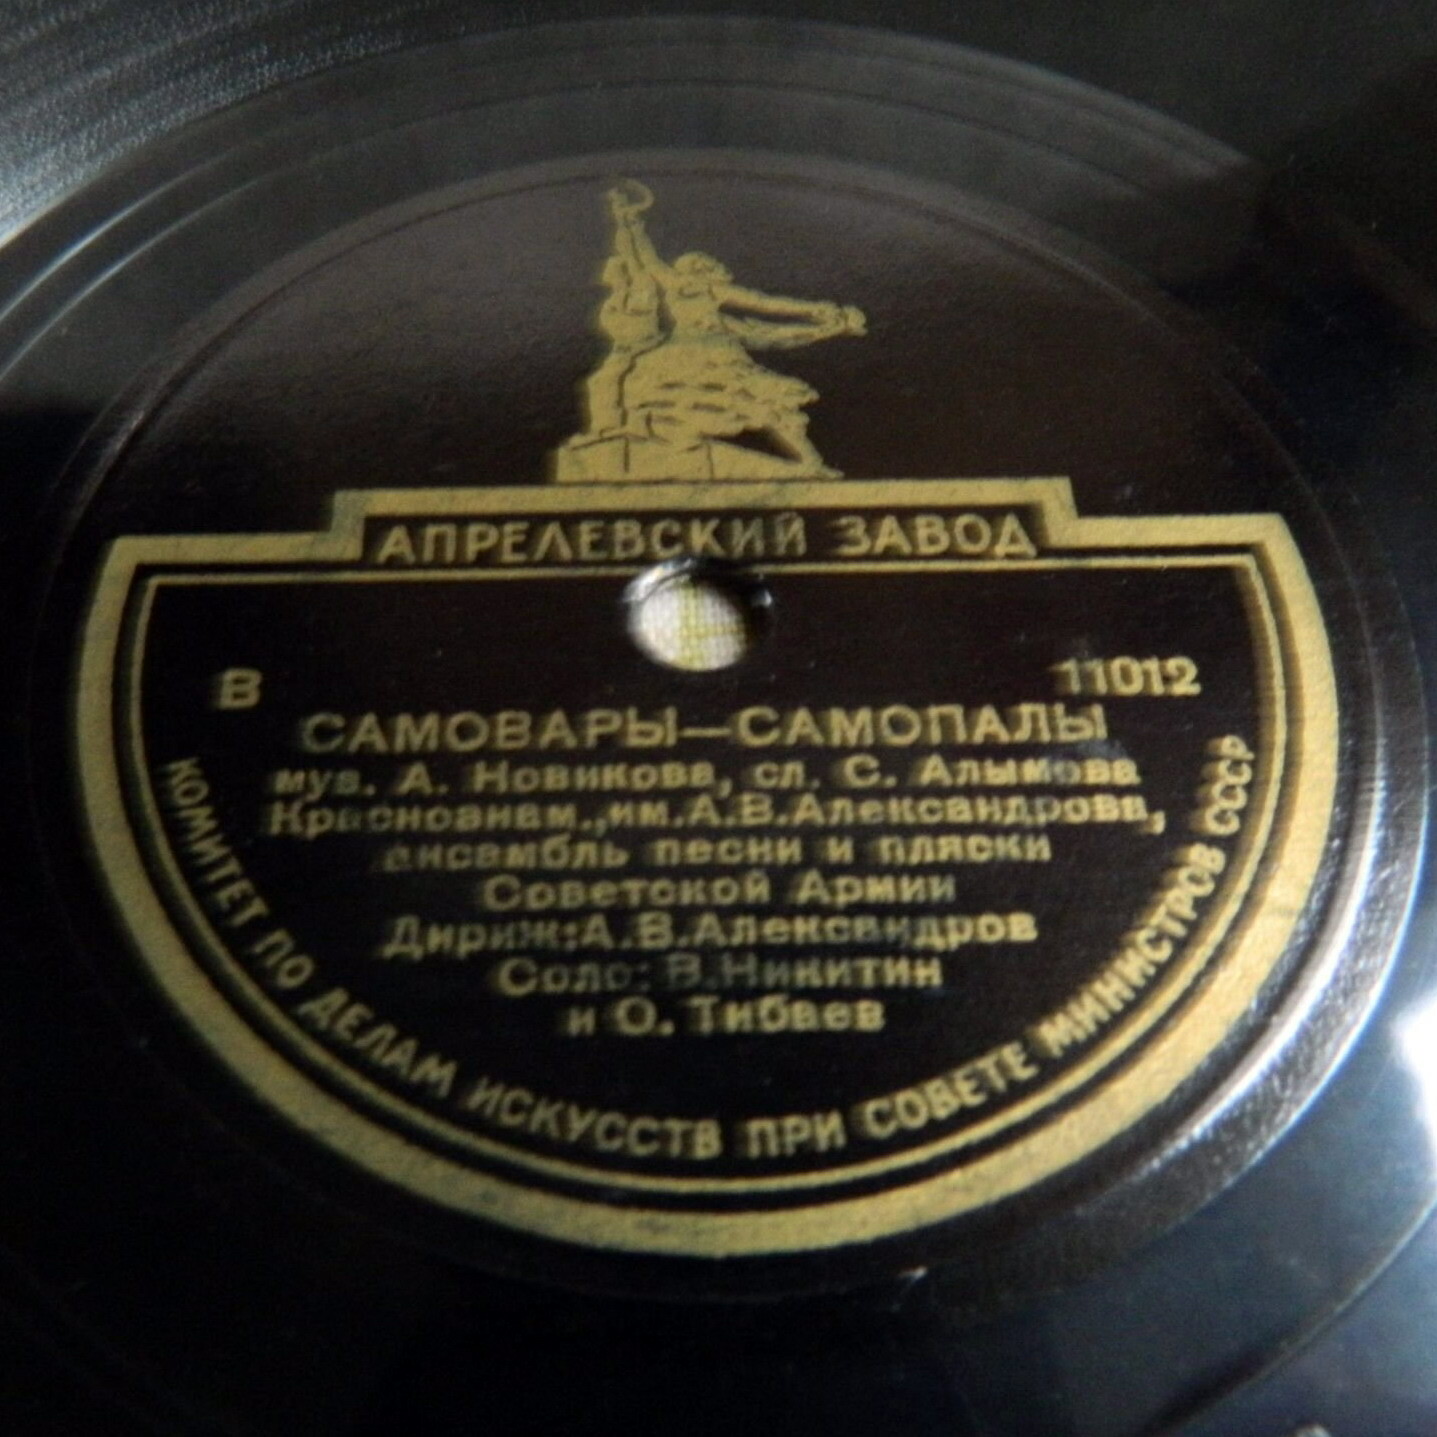 АПРЕЛЕВСКИЙ ЗАВОД
В 11012
САМОВАРЫ—САМОПАЛЫ
муз. А. Новикова, сл. С. Алымова
Краснознам.,им.А.В.Александрова,
ансамбль песни и пляски
Советской Армии
Дириж:А.В.Александров
Соло: В.Никитин
и О. Тибаев
КОМИТЕТ ПО ДЕЛАМ ИСКУССТВ ПРИ СОВЕТЕ МИНИСТРОВ СССР